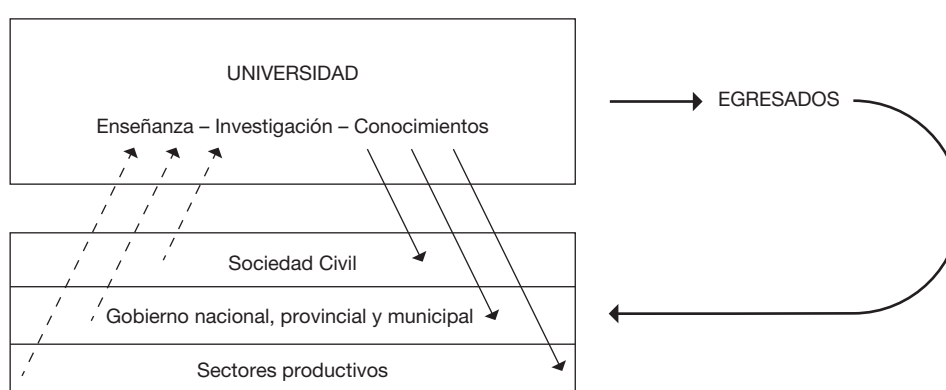 UNIVERSIDAD
EGRESADOS
Enseñanza – Investigación – Conocimientos
Sociedad Civil
Gobierno nacional, provincial y municipal
Sectores productivos